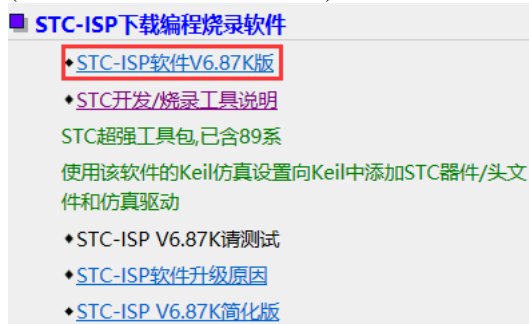 STC-ISP下载编程烧录软件
STC-ISP软件V6.87K版
STC开发/烧录工具说明
STC超强工具包,已含89系
使用该软件的Keil仿真设置向Keil中添加STC器件/头文
件和仿真驱动
STC-ISP V6.87K请测试
STC-ISP软件升级原因
STC-ISP V6.87K简化版